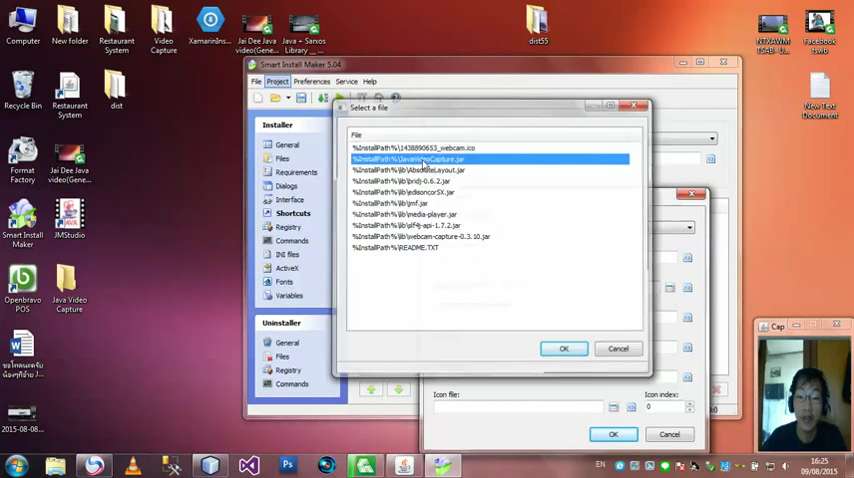 Computer
New folder
Restaurant System
Video Capture
XamarinInS...
Jai Dee Java video(Gene...
Java + Sarxos Library __...
dist55
NTXAWM TSAB- U...
Facebook tswb
Recycle Bin
Restaurant System
dist
New Text Document
Format Factory
Jai Dee Java video(Gene...
Smart Install Maker
JMStudio
Openbravo POS
Java Video Capture
2015-08-08...
Smart Install Maker 5.04
File Project Preferences Service Help
Installer
General
Files
Requirements
Dialogs
Interface
Shortcuts
Registry
Commands
INI files
ActiveX
Fonts
Variables
Uninstaller
General
Files
Registry
Commands
Select a file
File
%InstallPath%\1438890653_webcam.ico
%InstallPath%\JavaVideoCapture.jar
%InstallPath%\lib\AbsoluteLayout.jar
%InstallPath%\lib\bridj-0.6.2.jar
%InstallPath%\lib\edisoncorSX.jar
%InstallPath%\lib\jmf.jar
%InstallPath%\lib\media-player.jar
%InstallPath%\lib\slf4j-api-1.7.2.jar
%InstallPath%\lib\webcam-capture-0.3.10.jar
%InstallPath%\README.TXT
OK Cancel
Icon file:
Icon index:
0
OK Cancel
Cap
EN
16:25
09/08/2015